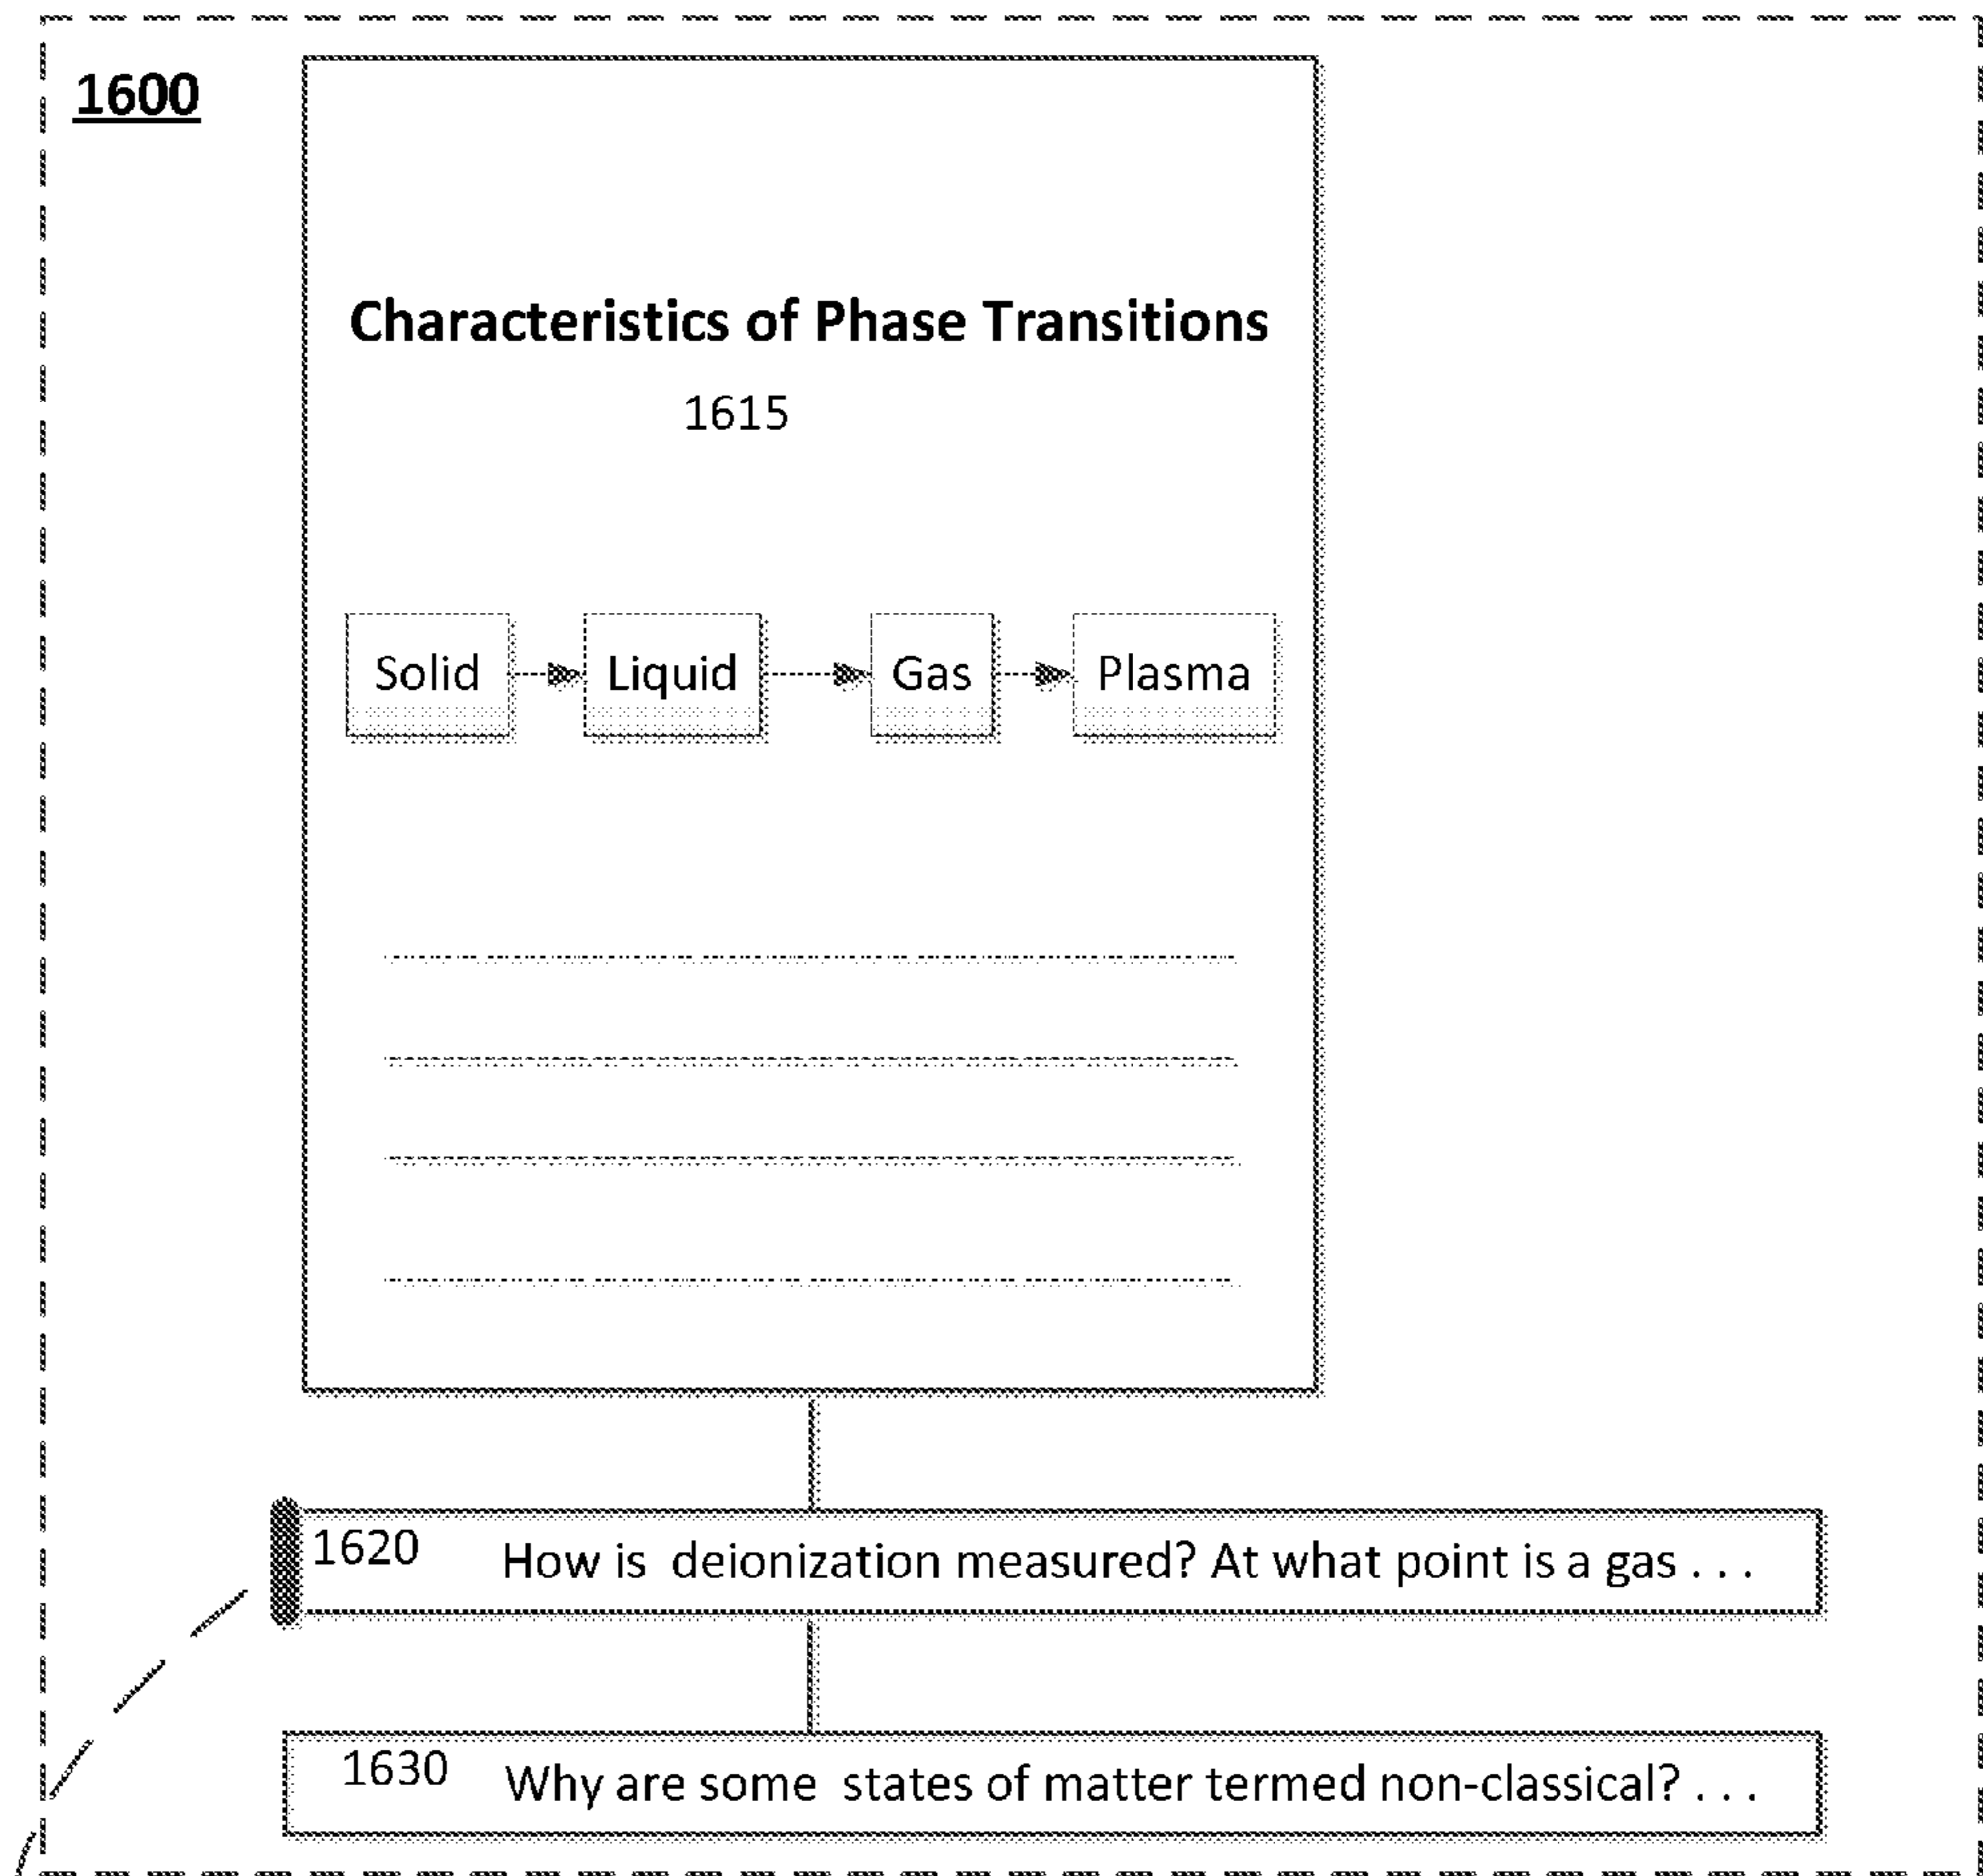 1600
Characteristics of Phase Transitions
1615
Solid Liquid Gas Plasma
1620 How is deionization measured? At what point is a gas . . .
1630 Why are some states of matter termed non-classical? . . .